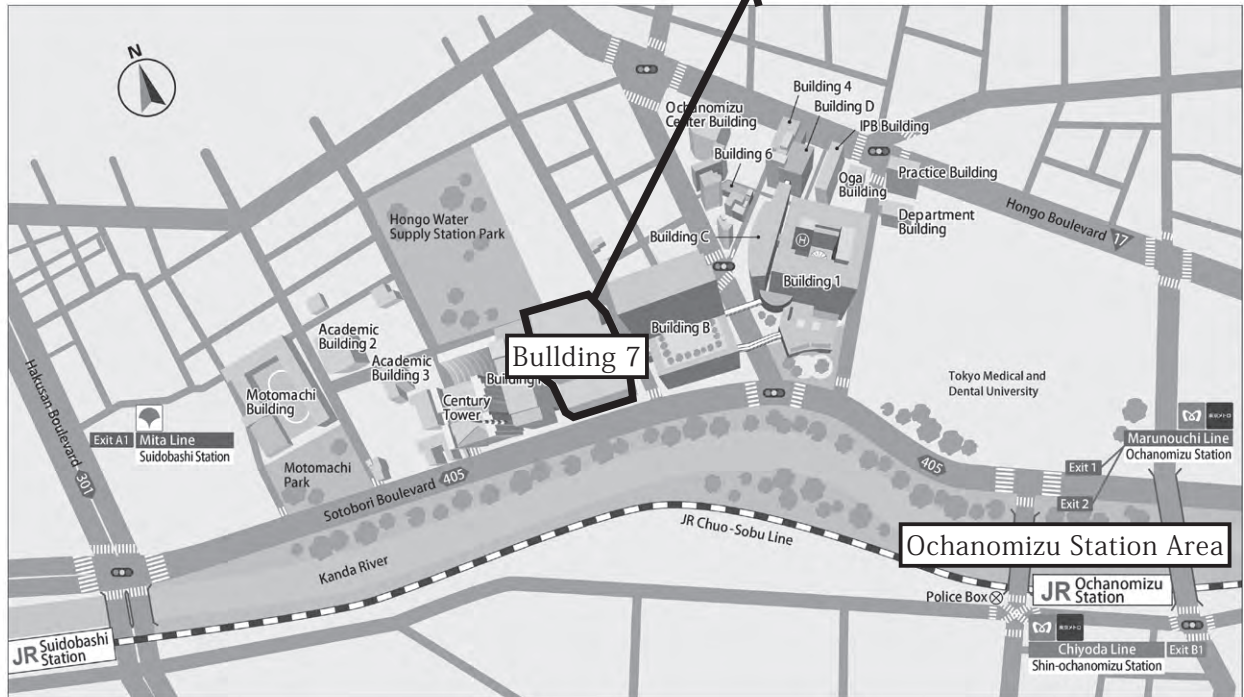 N
Building 4
Building D
IPB Building
Ochanomizu
Center Building
Building 6
Oga
Building
Practice Building
Department
Building
Hongo Boulevard 17
Hongo Water
Supply Station Park
Building C
H
Building 1
Building B
Bullding 7
Academic
Building 2
Academic
Building 3
Century
Tower
Motomachi
Building
Motomachi
Park
Hakusan Boulevard 301
Exit A1
Mita Line
Suidobashi Station
Tokyo Medical and
Dental University
Marunouchi Line
Ochanomizu Station
Exit 1
Exit 2
Sotobori Boulevard 405
405
Kanda River
JR Chuo-Sobu Line
Ochanomizu Station Area
Police Box
JR Ochanomizu
Station
JR Suidobashi
Station
Chiyoda Line
Exit B1
Shin-ochanomizu Station